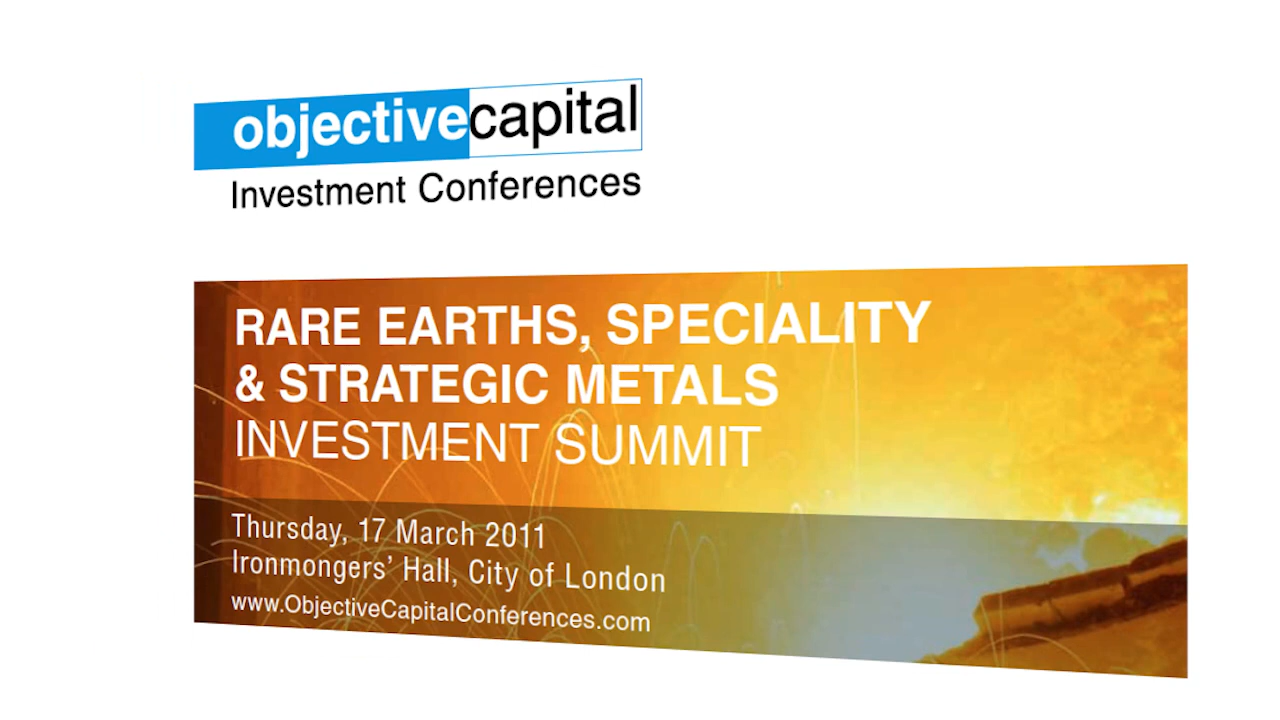 objectivecapital
Investment Conferences
RARE EARTHS, SPECIALITY
& STRATEGIC METALS
INVESTMENT SUMMIT
Thursday, 17 March 2011
Ironmongers’ Hall, City of London
www.ObjectiveCapitalConferences.com